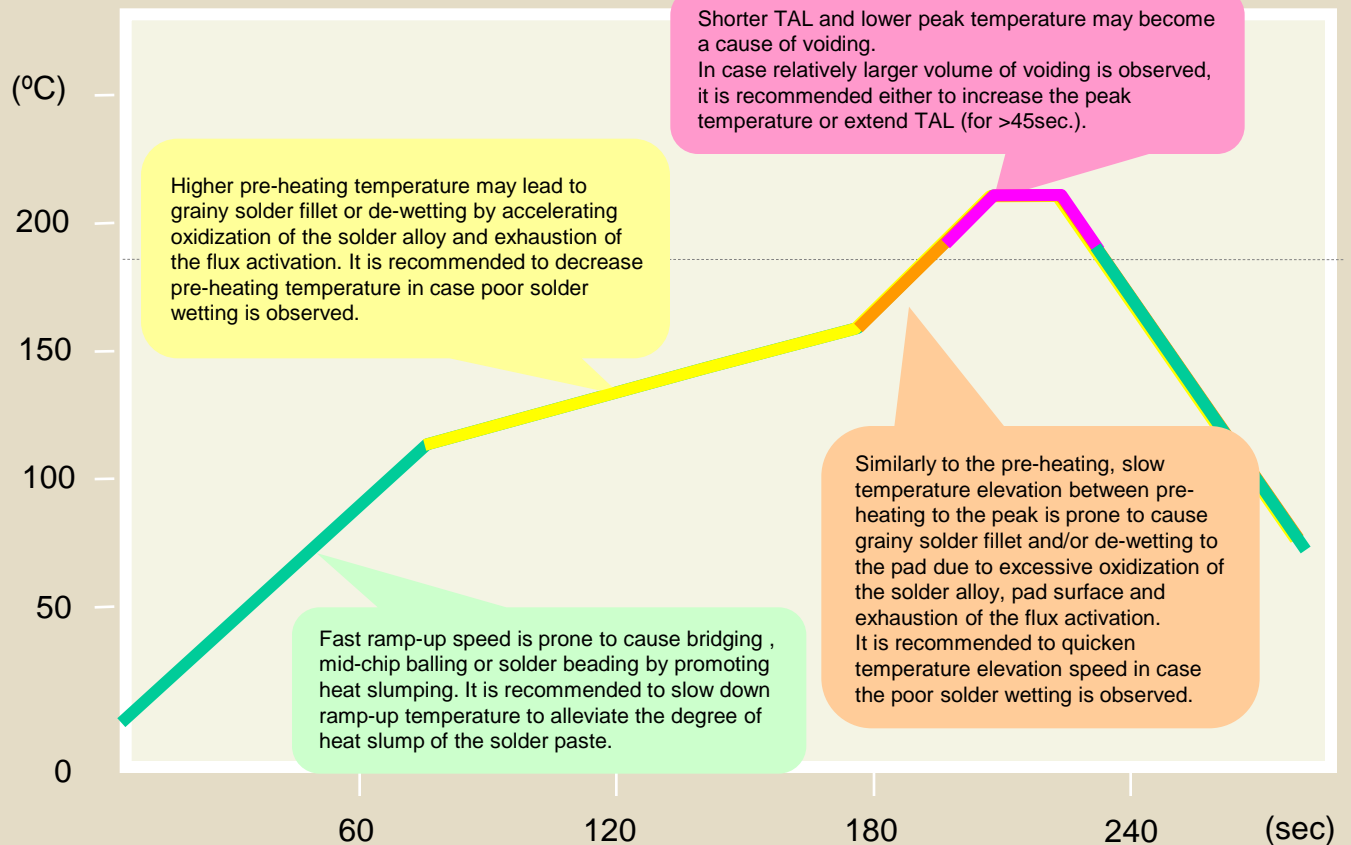 Shorter TAL and lower peak temperature may become
a cause of voiding.
In case relatively larger volume of voiding is observed,
it is recommended either to increase the peak
temperature or extend TAL (for >45sec.).
(ºC)
Higher pre-heating temperature may lead to
grainy solder fillet or de-wetting by accelerating
oxidization of the solder alloy and exhaustion of
the flux activation. It is recommended to decrease
pre-heating temperature in case poor solder
wetting is observed.
200
150
100
50
0
Similarly to the pre-heating, slow
temperature elevation between pre-
heating to the peak is prone to cause
grainy solder fillet and/or de-wetting to
the pad due to excessive oxidization of
the solder alloy, pad surface and
exhaustion of the flux activation.
It is recommended to quicken
temperature elevation speed in case
the poor solder wetting is observed.
Fast ramp-up speed is prone to cause bridging ,
mid-chip balling or solder beading by promoting
heat slumping. It is recommended to slow down
ramp-up temperature to alleviate the degree of
heat slump of the solder paste.
60
120
180
240
(sec)